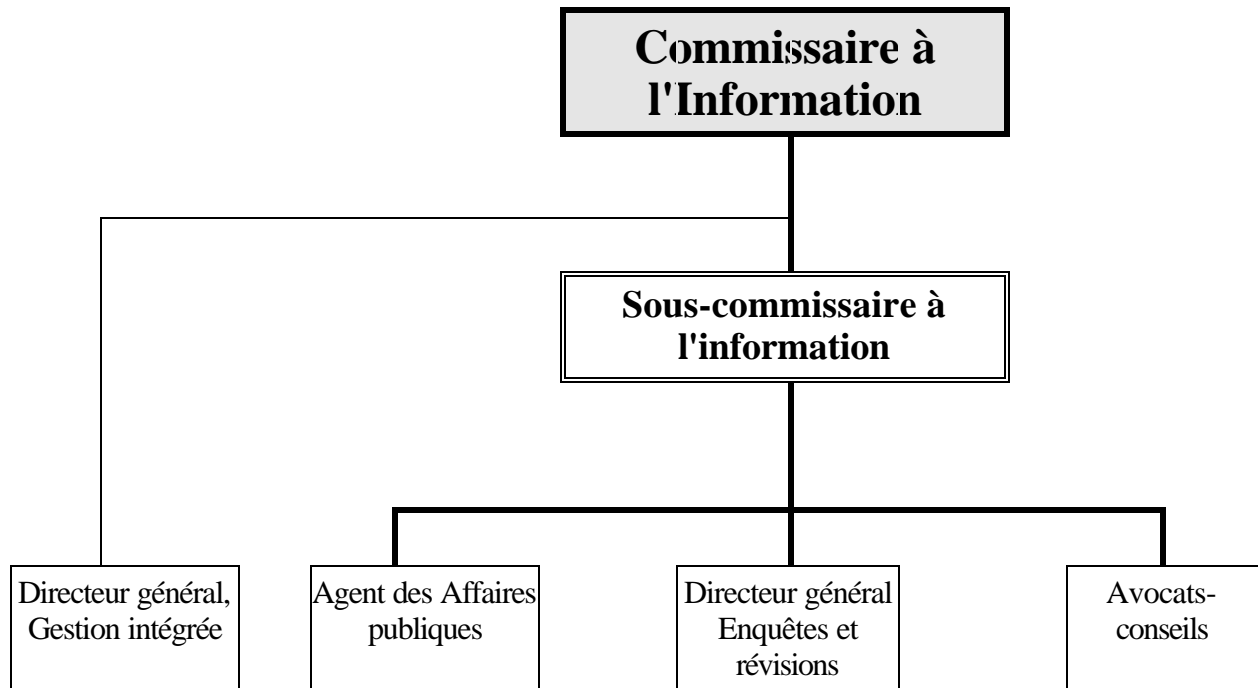 Commissaire à
l'Information
Sous-commissaire à
l'information
Directeur général,
Gestion intégrée
Agent des Affaires
publiques
Directeur général
Enquêtes et
révisions
Avocats-
conseils